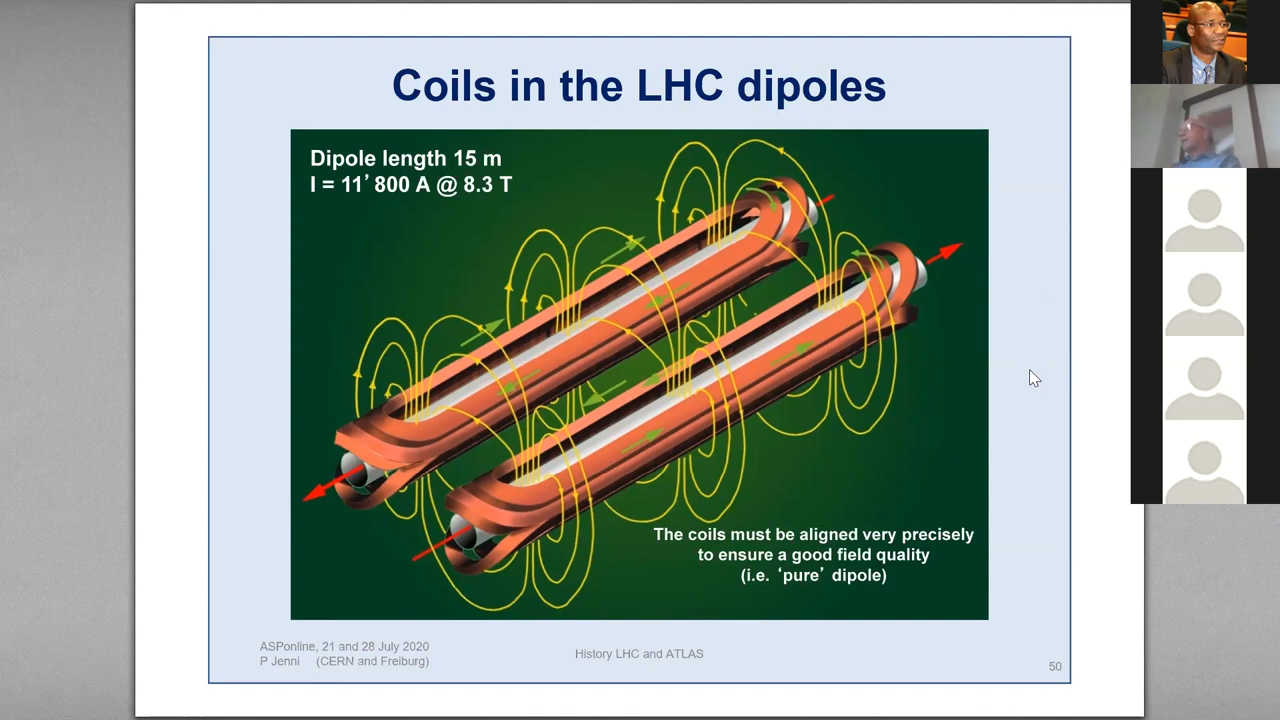 Coils in the LHC dipoles
Dipole length 15 m
I = 11’800 A @ 8.3 T
The coils must be aligned very precisely
to ensure a good field quality
(i.e. ‘pure’ dipole)
ASPonline, 21 and 28 July 2020
P Jenni (CERN and Freiburg)
History LHC and ATLAS
50